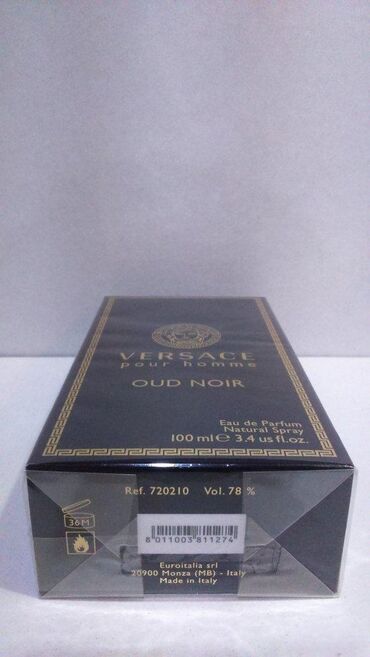 VERSACE
pour homme
OUD NOIR
Eau de Parfum
Natural Spray
100 ml ℮ 3.4 us fl.oz.
Ref. 720210 Vol. 78 %
36M
8 011003 811274
Euroitalia srl
20900 Monza (MB) - Italy
Made in Italy